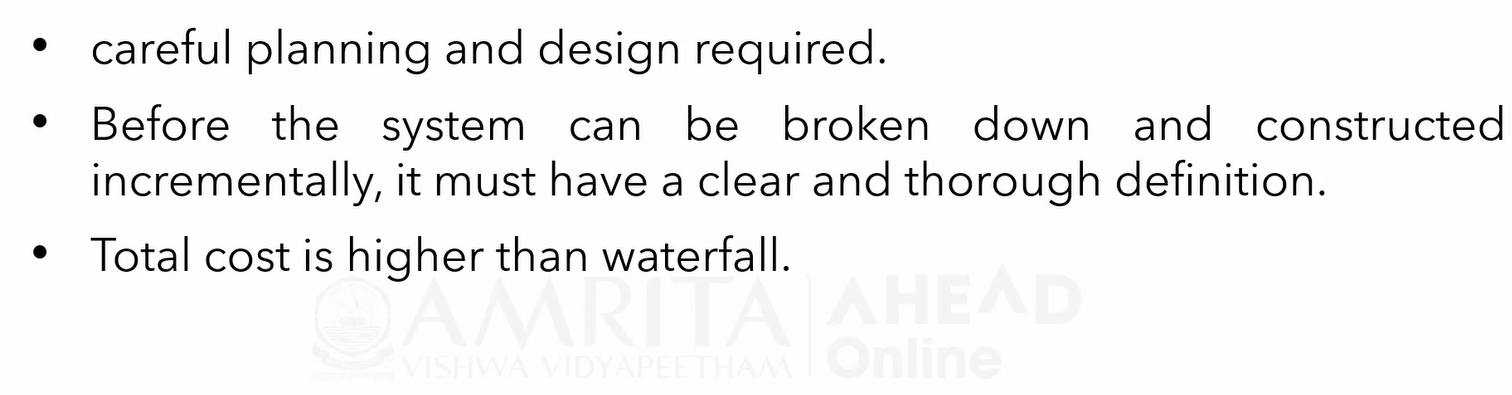 • careful planning and design required.
• Before the system can be broken down and constructed
incrementally, it must have a clear and thorough definition.
• Total cost is higher than waterfall.
AMRITA AHEAD
VISHWA VIDYAPEETHAM Online